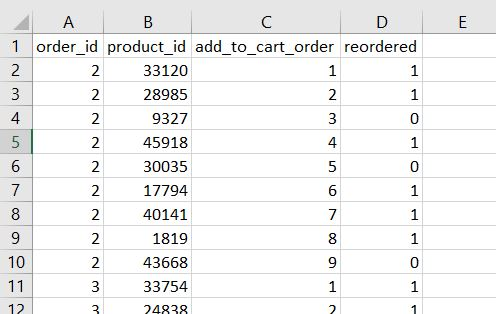 A B C D E
1 order_id product_id add_to_cart_order reordered
2 2 33120 1 1
3 2 28985 2 1
4 2 9327 3 0
5 2 45918 4 1
6 2 30035 5 0
7 2 17794 6 1
8 2 40141 7 1
9 2 1819 8 1
10 2 43668 9 0
11 3 33754 1 1
12 3 24838 2 1